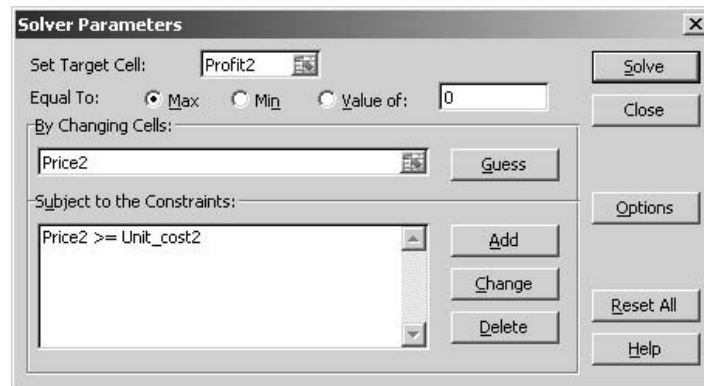 Solver Parameters
Set Target Cell: Profit2 Solve
Equal To: Max Min Value of: 0 Close
By Changing Cells:
Price2 Guess
Subject to the Constraints: Options
Price2 >= Unit_cost2 Add
Change
Reset All
Delete
Help